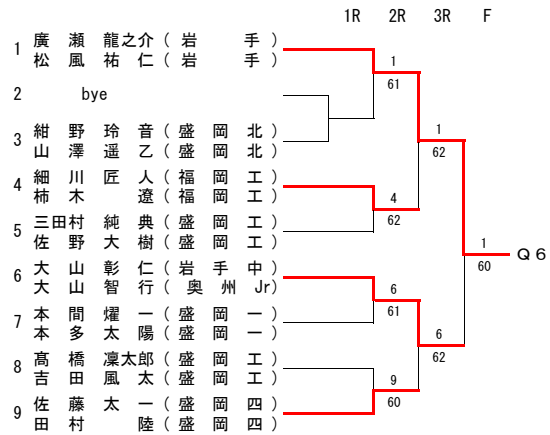 1R 2R 3R F
1 廣瀬 龍之介 ( 岩手 )
松風 祐仁 ( 岩手 )
1
61
2 bye
3 紺野 玲音 ( 盛岡北 )
山澤 遥乙 ( 盛岡北 )
1
62
4 細川 匠人 ( 福岡工 )
柿木 遼 ( 福岡工 )
4
62
5 三田村 純典 ( 盛岡工 )
佐野 大樹 ( 盛岡工 )
1
60
Q6
6 大山 彰仁 ( 岩手中 )
大山 智行 ( 奥州Jr )
6
61
7 本間 燿一 ( 盛岡一 )
本多 太陽 ( 盛岡一 )
6
62
8 髙橋 凜太郎 ( 盛岡工 )
吉田 風太 ( 盛岡工 )
9
60
9 佐藤 太一 ( 盛岡四 )
田村 陸 ( 盛岡四 )